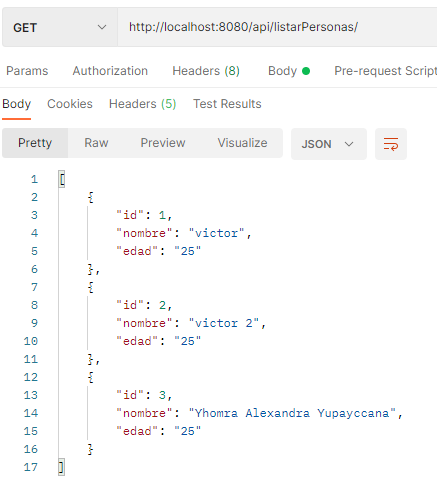 GET http://localhost:8080/api/listarPersonas/
Params Authorization Headers (8) Body Pre-request Script
Body Cookies Headers (5) Test Results
Pretty Raw Preview Visualize JSON
1 [
2 {
3 "id": 1,
4 "nombre": "victor",
5 "edad": "25"
6 },
7 {
8 "id": 2,
9 "nombre": "victor 2",
10 "edad": "25"
11 },
12 {
13 "id": 3,
14 "nombre": "Yhomra Alexandra Yupayccana",
15 "edad": "25"
16 }
17 ]